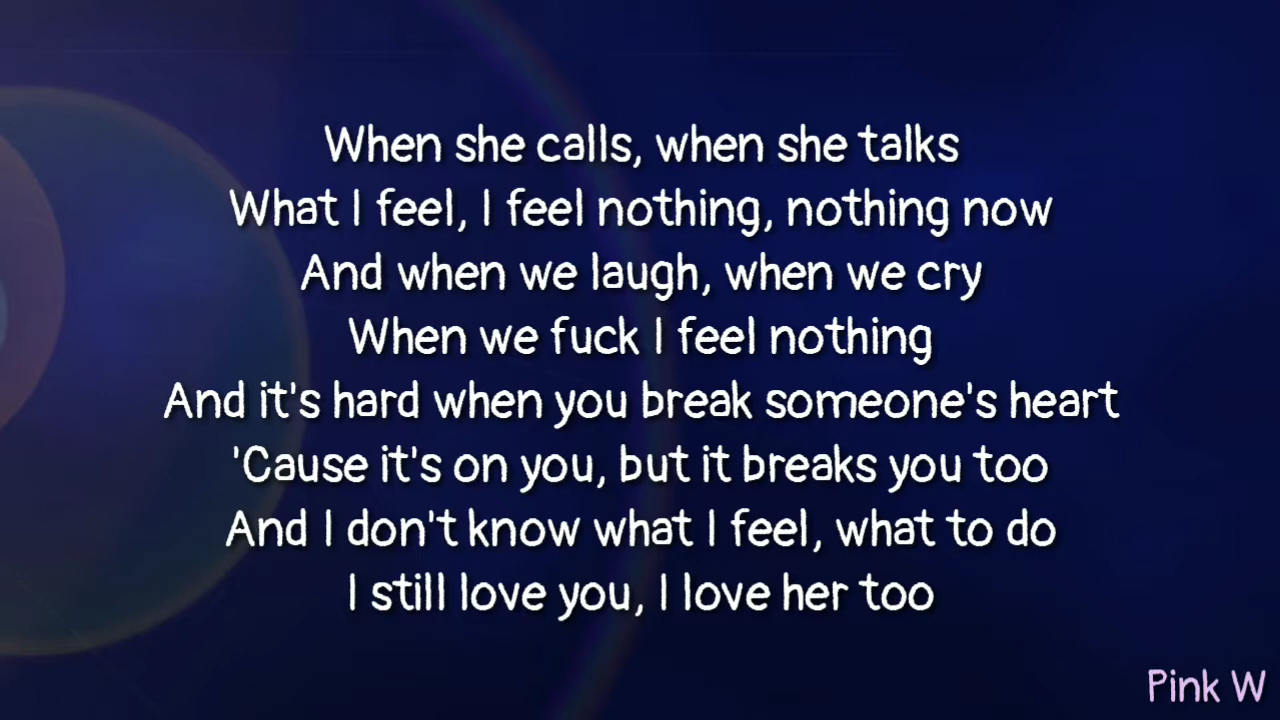 When she calls, when she talks
What I feel, I feel nothing, nothing now
And when we laugh, when we cry
When we fuck I feel nothing
And it's hard when you break someone's heart
'Cause it's on you, but it breaks you too
And I don't know what I feel, what to do
I still love you, I love her too
Pink W